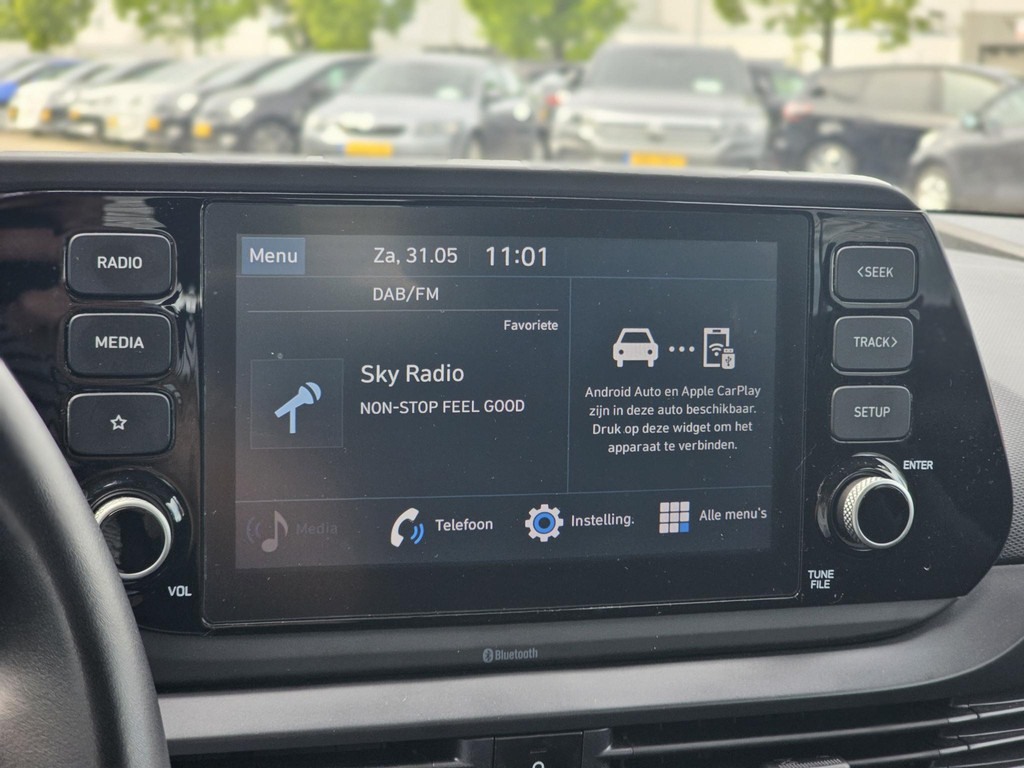 RADIO
MEDIA
VOL
Menu
Za, 31.05 11:01
DAB/FM
Favoriete
Sky Radio
NON-STOP FEEL GOOD
Android Auto en Apple CarPlay
zijn in deze auto beschikbaar.
Druk op deze widget om het
apparaat te verbinden.
Media
Telefoon
Instelling.
Alle menu's
<SEEK
TRACK>
SETUP
ENTER
TUNE
FILE
Bluetooth